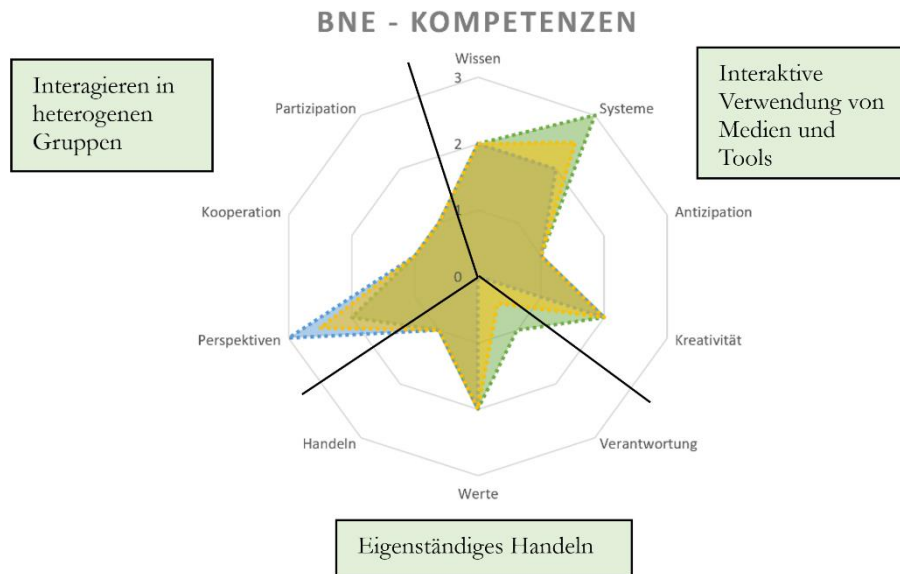 BNE - KOMPETENZEN
Interagieren in
heterogenen
Gruppen
Interaktive
Verwendung von
Medien und
Tools
Wissen
3
Partizipation
Systeme
2
Kooperation
1
Antizipation
0
Perspektiven
Kreativität
Handeln
Verantwortung
Werte
Eigenständiges Handeln